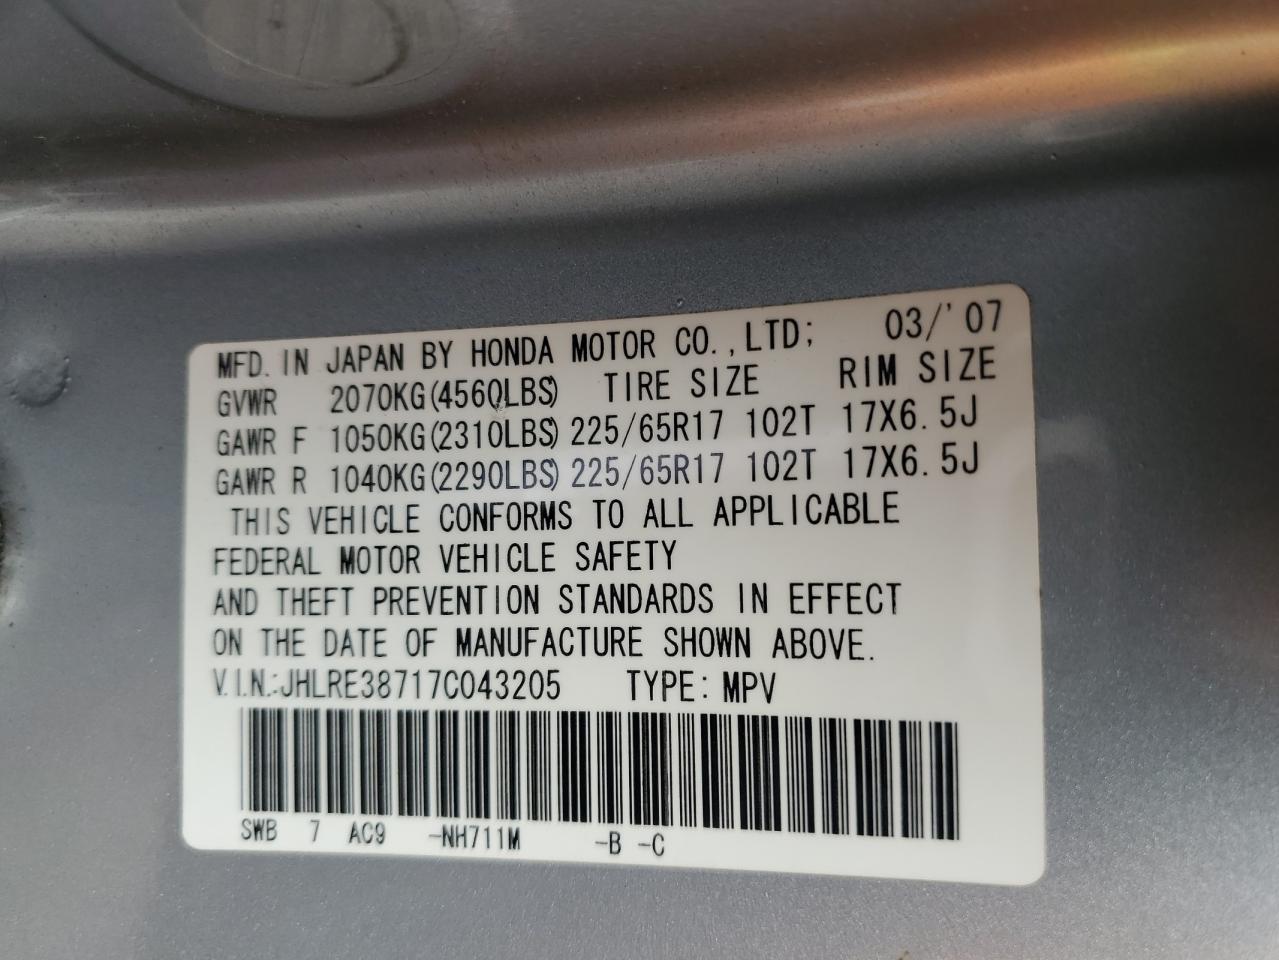 MFD. IN JAPAN BY HONDA MOTOR CO., LTD; 03/'07
GVWR 2070KG(4560LBS) TIRE SIZE RIM SIZE
GAWR F 1050KG(2310LBS) 225/65R17 102T 17X6.5J
GAWR R 1040KG(2290LBS) 225/65R17 102T 17X6.5J
THIS VEHICLE CONFORMS TO ALL APPLICABLE
FEDERAL MOTOR VEHICLE SAFETY
AND THEFT PREVENTION STANDARDS IN EFFECT
ON THE DATE OF MANUFACTURE SHOWN ABOVE.
V.I.N.:JHLRE38717C043205 TYPE: MPV
SWB 7 AC9 -NH711M -B -C